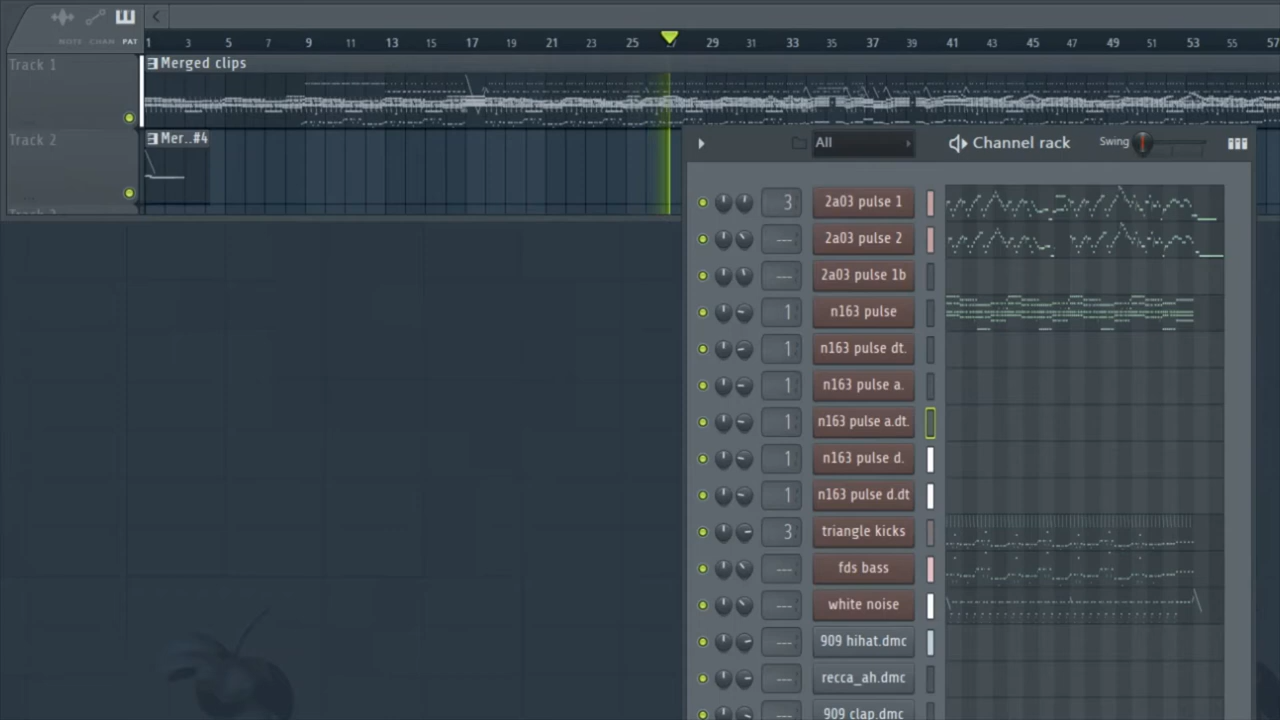 NOTE CHAN PAT
1 3 5 7 9 11 13 15 17 19 21 23 25 27 29 31 33 35 37 39 41 43 45 47 49 51 53 55 57
Track 1
Merged clips
Track 2
Mer..#4
All
Channel rack
Swing
3 2a03 pulse 1
--- 2a03 pulse 2
--- 2a03 pulse 1b
1 n163 pulse
1 n163 pulse dt.
1 n163 pulse a.
1 n163 pulse a.dt.
1 n163 pulse d.
1 n163 pulse d.dt
3 triangle kicks
--- fds bass
--- white noise
--- 909 hihat.dmc
--- recca_ah.dmc
--- 909 clap.dmc